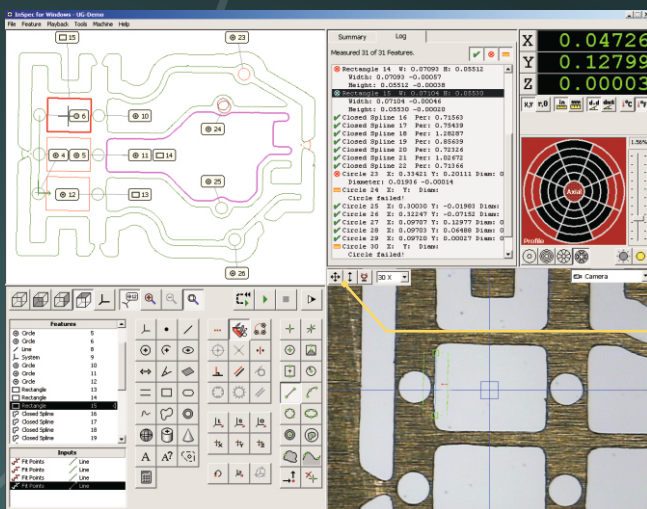 InSpec for Windows - UG-Demo
File Feature Playback Tools Machine Help
15
23
6
10
24
4
5
11
14
12
13
25
26
Summary Log
Measured 31 of 31 Features.
Rectangle 14 W: 0.07093 H: 0.05512
Width: 0.07093 -0.00057
Height: 0.05512 -0.00038
Rectangle 15 W: 0.07104 H: 0.05530
Width: 0.07104 -0.00046
Height: 0.05530 -0.00020
Closed Spline 16 Per: 0.71563
Closed Spline 17 Per: 0.75439
Closed Spline 18 Per: 1.28287
Closed Spline 19 Per: 0.85639
Closed Spline 20 Per: 0.72326
Closed Spline 21 Per: 1.02672
Closed Spline 22 Per: 0.71366
Circle 23 X: 0.33421 Y: 0.20111 Diam: 0
Diameter: 0.01936 -0.00014
Circle 24 X: Y: Diam:
Circle failed!
Circle 25 X: 0.30030 Y: -0.01983 Diam:
Circle 26 X: 0.32247 Y: -0.07152 Diam:
Circle 27 X: 0.09707 Y: 0.12977 Diam: 0
Circle 28 X: 0.09703 Y: 0.06488 Diam: 0
Circle 29 X: 0.09720 Y: 0.00027 Diam: 0
Circle 30 X: Y: Diam:
Circle failed!
X 0.04726
Y 0.12799
Z 0.00003
X,Y r,θ in mm d.d dms °C °F
1.56%
Axial
Profile
30 X
Camera
Features
Circle 5
Circle 6
Line 8
System 9
Circle 10
Circle 11
Circle 12
Rectangle 13
Rectangle 14
Rectangle 15
Closed Spline 16
Closed Spline 17
Closed Spline 18
Closed Spline 19
Inputs
Fit Points Line
Fit Points Line
Fit Points Line
Fit Points Line
A A?